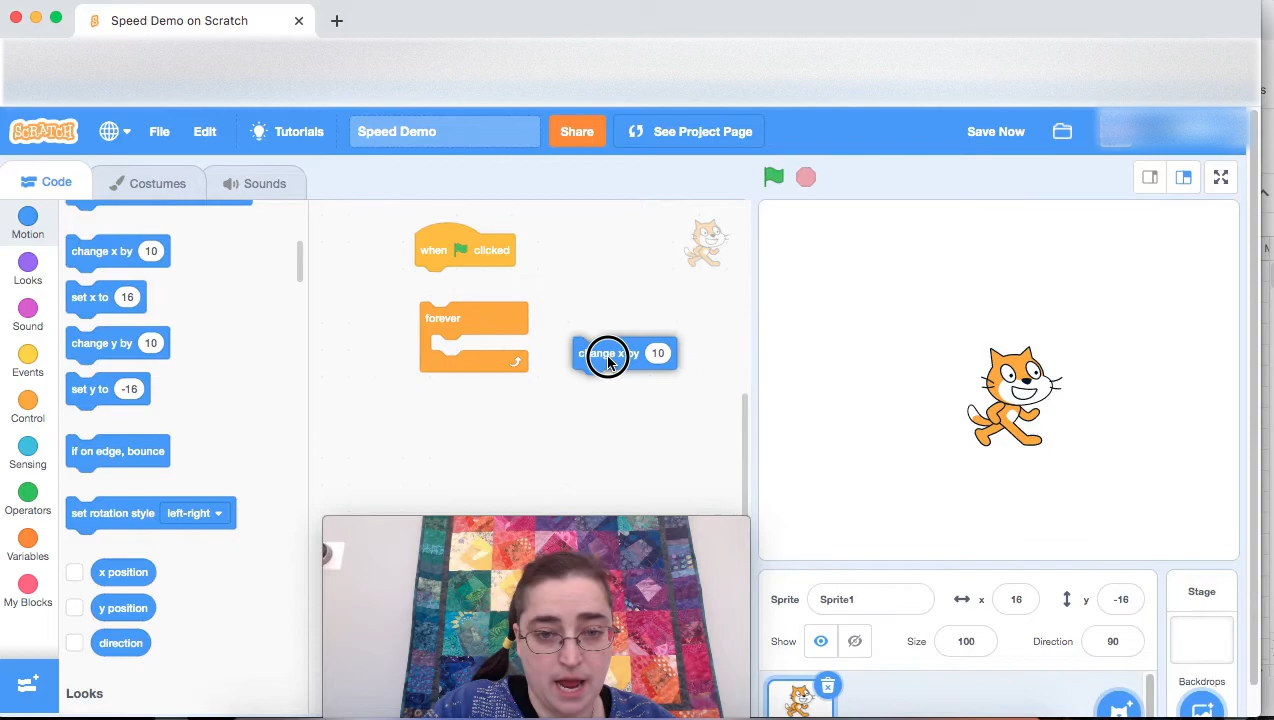 Speed Demo on Scratch
SCRATCH
File
Edit
Tutorials
Speed Demo
Share
See Project Page
Save Now
Code
Costumes
Sounds
Motion
Looks
Sound
Events
Control
Sensing
Operators
Variables
My Blocks
change x by 10
set x to 16
change y by 10
set y to -16
if on edge, bounce
set rotation style left-right
x position
y position
direction
Looks
when clicked
forever
change x by 10
Sprite Sprite1 x 16 y -16
Show Size 100 Direction 90
Stage
Backdrops